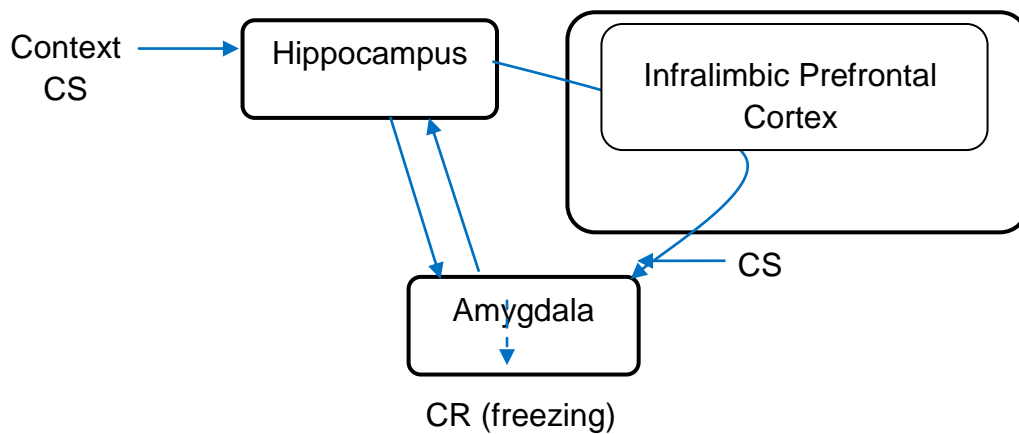 Context
CS
Hippocampus
Infralimbic Prefrontal
Cortex
CS
Amygdala
CR (freezing)